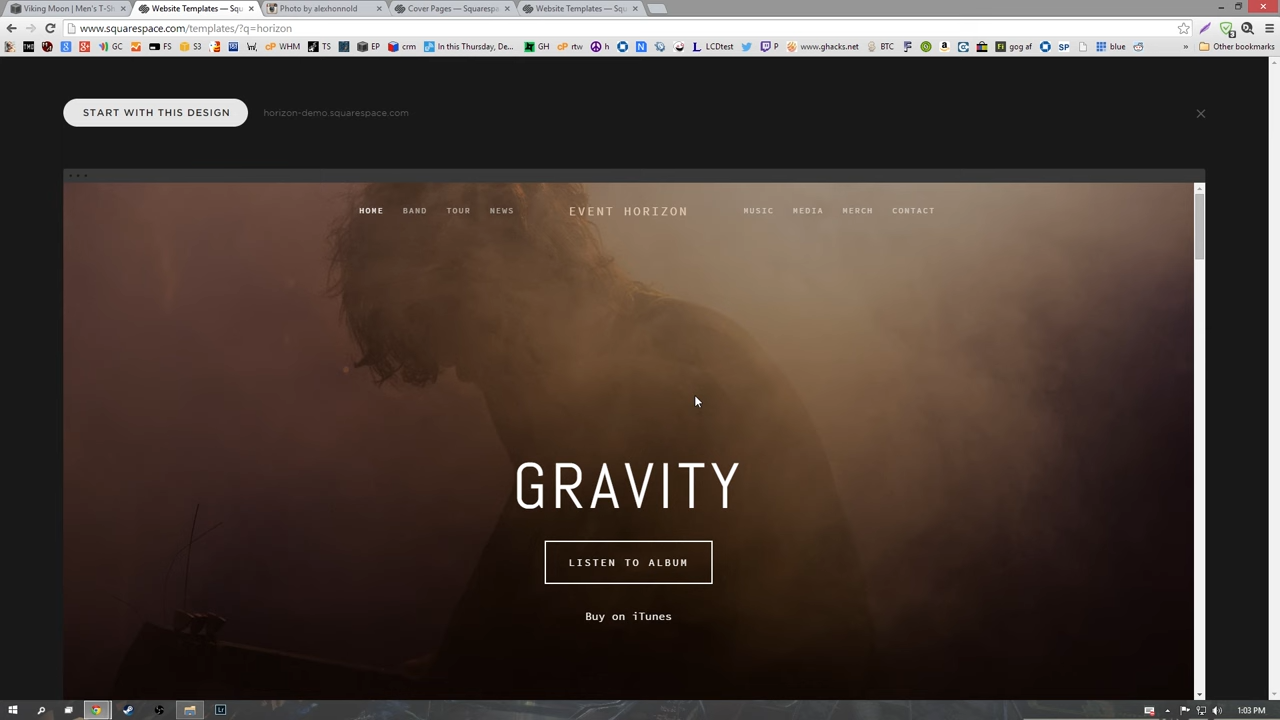 Viking Moon | Men's T-Sh
Website Templates — Squ
Photo by alexhonnold
Cover Pages — Squarespa
Website Templates — Squ
www.squarespace.com/templates/?q=horizon
GC
FS
S3
WHM
TS
EP
crm
In this Thursday, De...
GH
rtw
h
LCDtest
P
www.ghacks.net
BTC
gog af
SP
blue
»
Other bookmarks
START WITH THIS DESIGN
horizon-demo.squarespace.com
HOME
BAND
TOUR
NEWS
EVENT HORIZON
MUSIC
MEDIA
MERCH
CONTACT
GRAVITY
LISTEN TO ALBUM
Buy on iTunes
1:03 PM